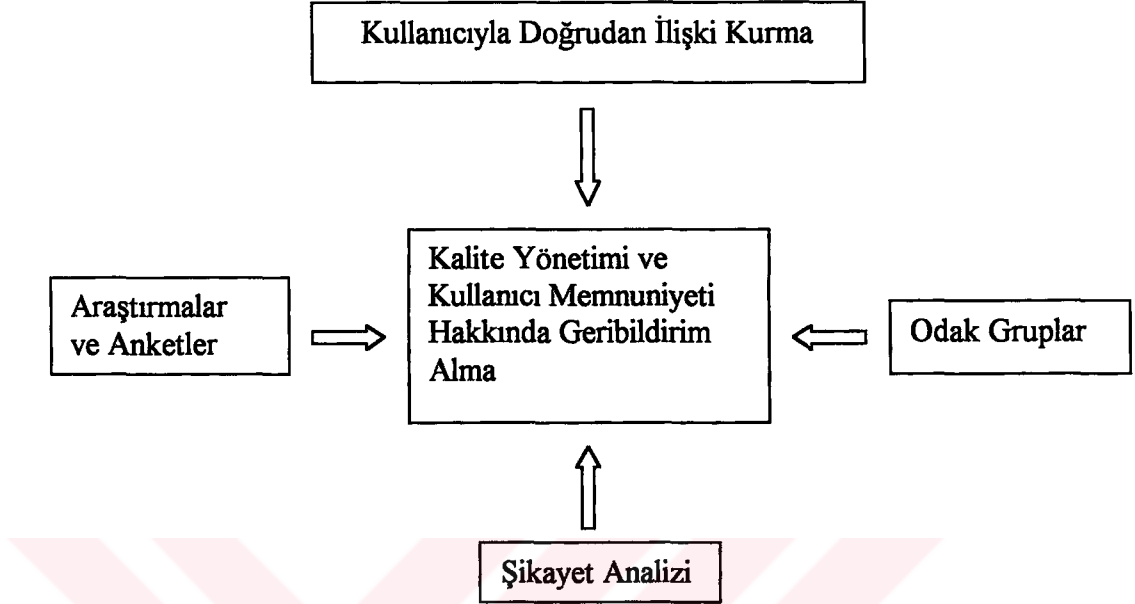 Kullanıcıyla Doğrudan İlişki Kurma
Kalite Yönetimi ve
Kullanıcı Memnuniyeti
Hakkında Geribildirim
Alma
Araştırmalar
ve Anketler
Odak Gruplar
Şikayet Analizi